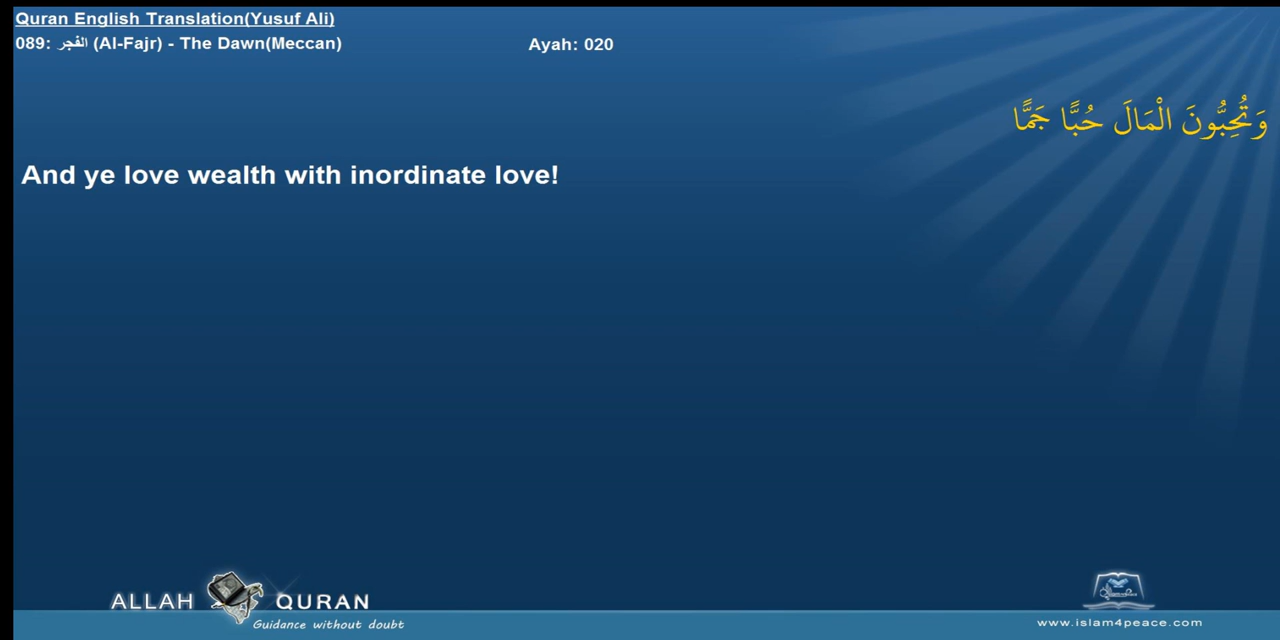 Quran English Translation(Yusuf Ali)
089: الفجر (Al-Fajr) - The Dawn(Meccan) Ayah: 020
وَتُحِبُّونَ الْمَالَ حُبًّا جَمًّا
And ye love wealth with inordinate love!
ALLAH QURAN
Guidance without doubt
www.islam4peace.com